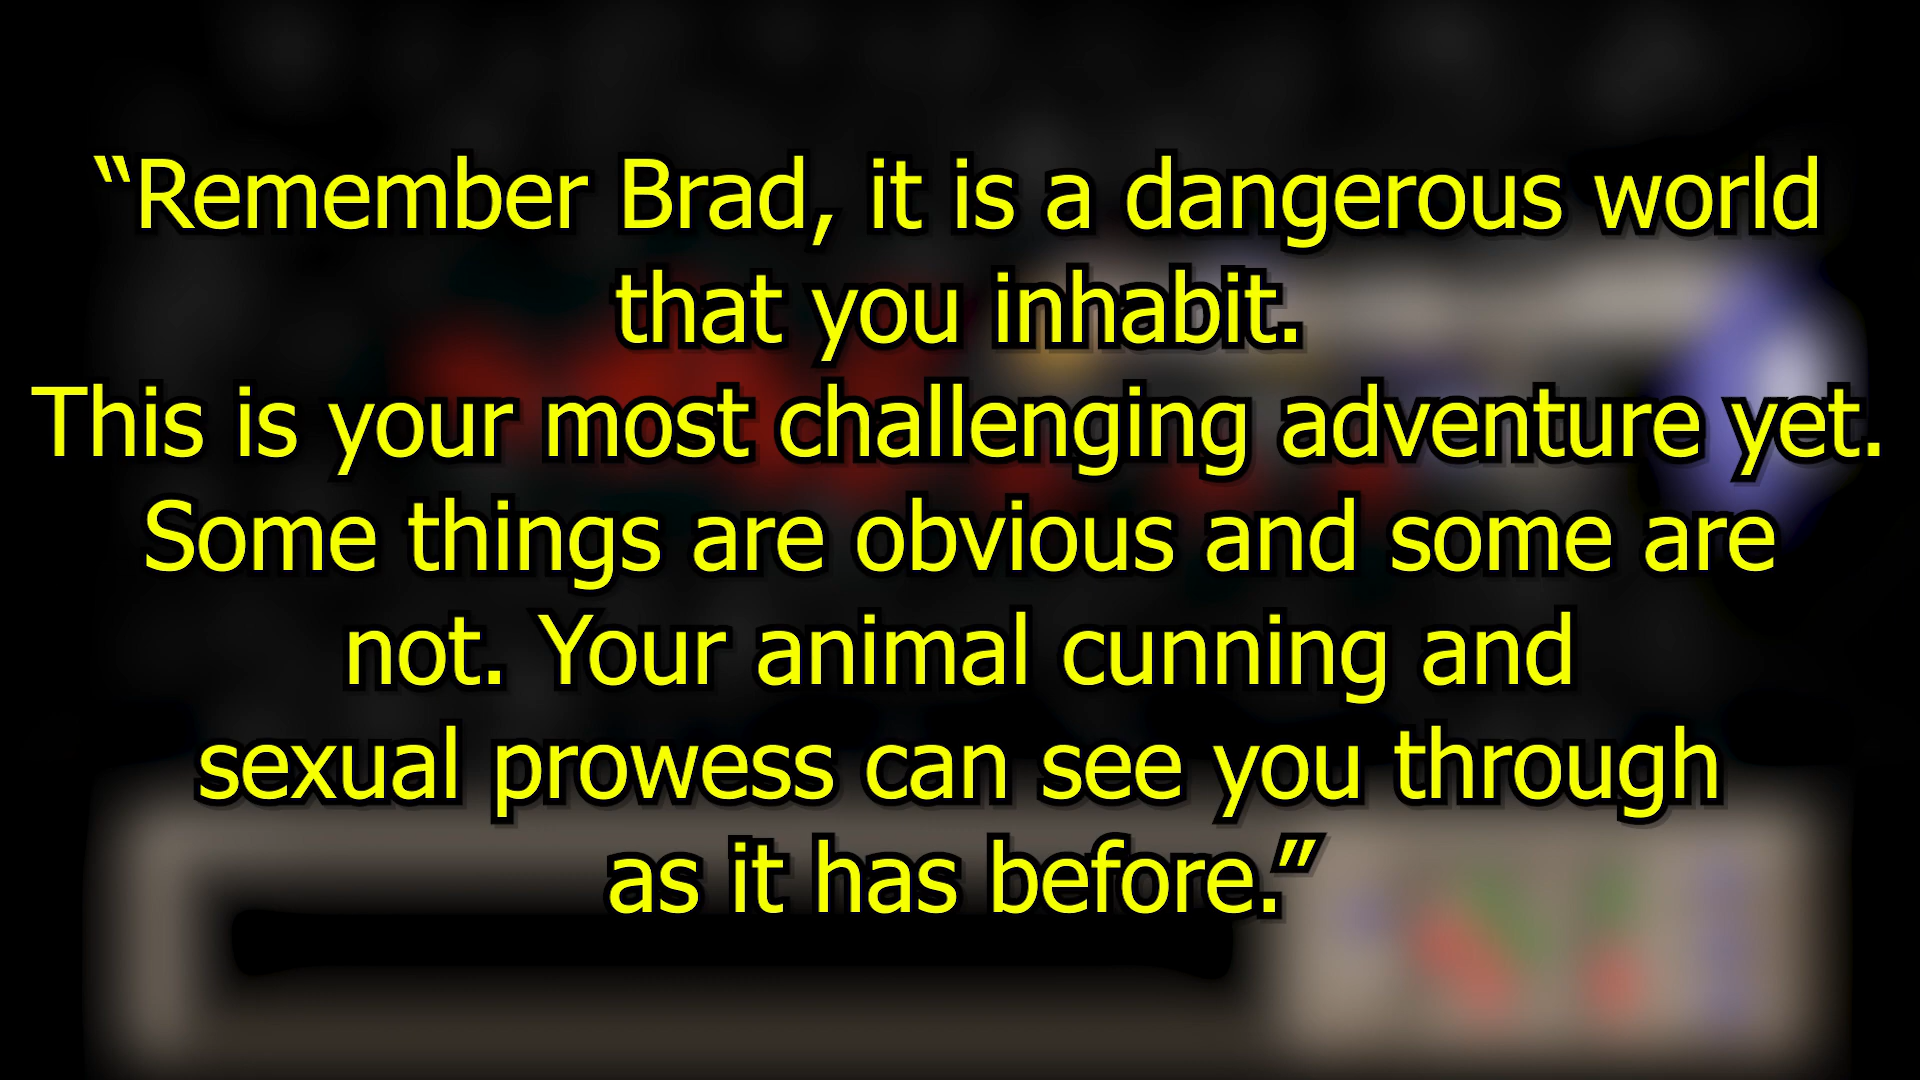 “Remember Brad, it is a dangerous world
that you inhabit.
This is your most challenging adventure yet.
Some things are obvious and some are
not. Your animal cunning and
sexual prowess can see you through
as it has before.”